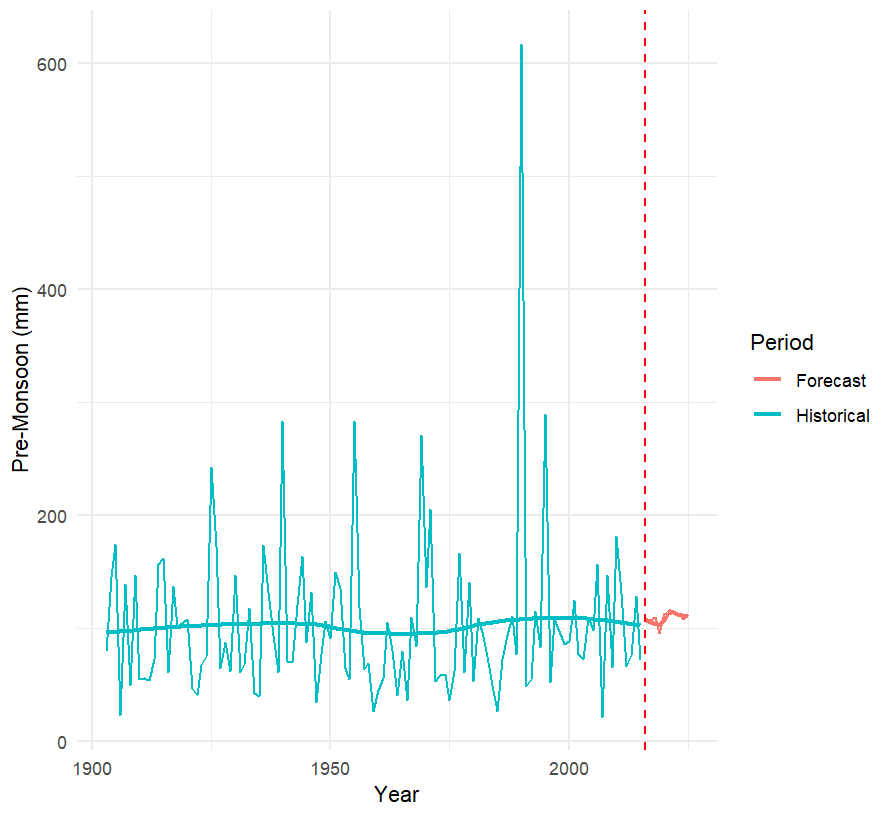 600
400
200
0
Pre-Monsoon (mm)
1900
1950
2000
Year
Period
Forecast
Historical